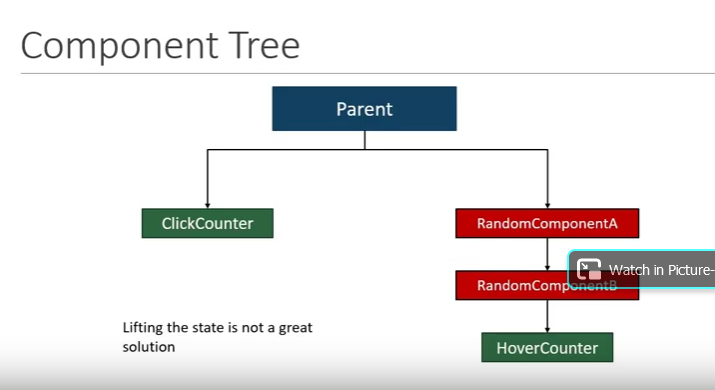 Component Tree
Parent
ClickCounter
RandomComponentA
Watch in Picture-
RandomComponentB
Lifting the state is not a great
solution
HoverCounter